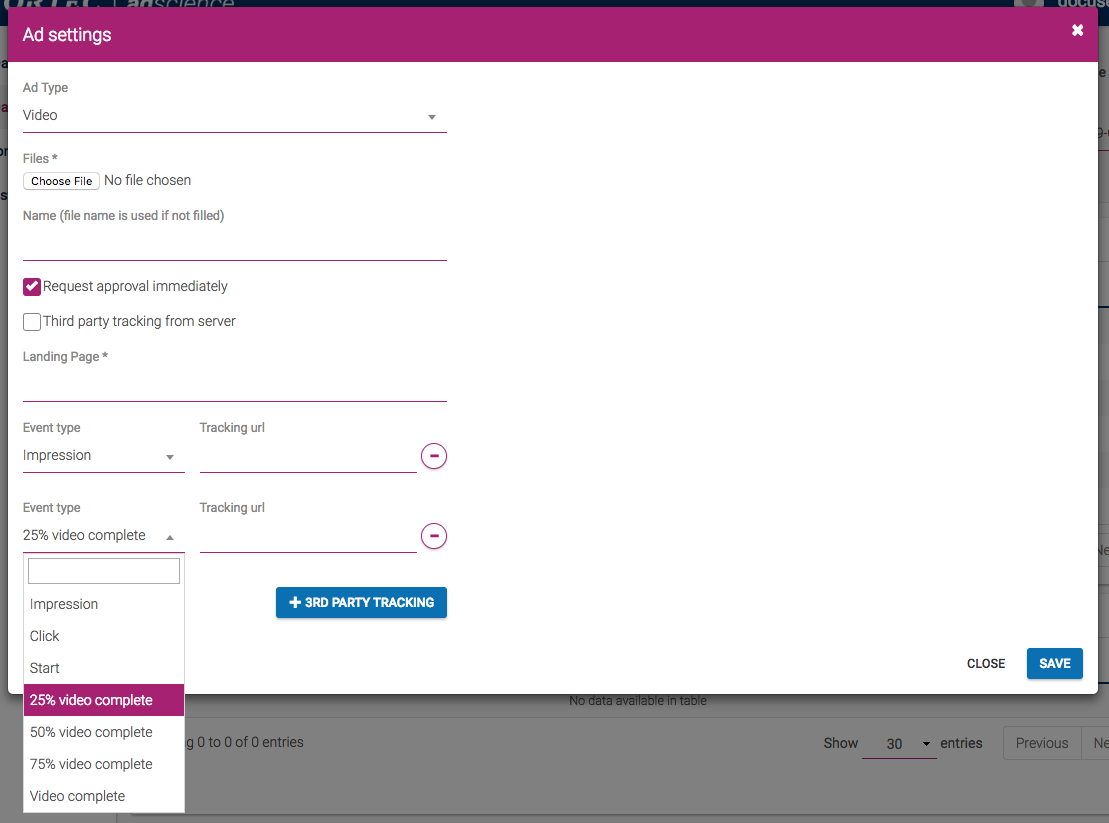 adscience
Ad settings
Ad Type
Video
Files *
Choose File No file chosen
Name (file name is used if not filled)
Request approval immediately
Third party tracking from server
Landing Page *
Event type Tracking url
Impression
Event type Tracking url
25% video complete
Impression
Click
Start
25% video complete
50% video complete
75% video complete
Video complete
+ 3RD PARTY TRACKING
CLOSE SAVE
No data available in table
g 0 to 0 of 0 entries
Show 30 entries Previous Ne